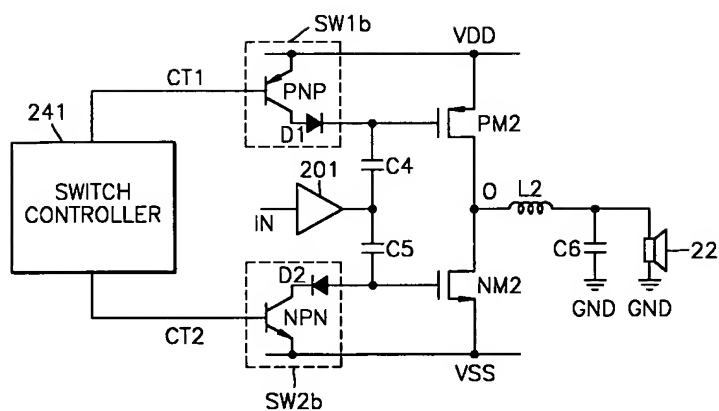 SW1b
VDD
CT1
PNP
241
D1
PM2
SWITCH
CONTROLLER
201
C4
IN
O
L2
C5
C6
22
D2
NPN
NM2
GND
GND
CT2
VSS
SW2b